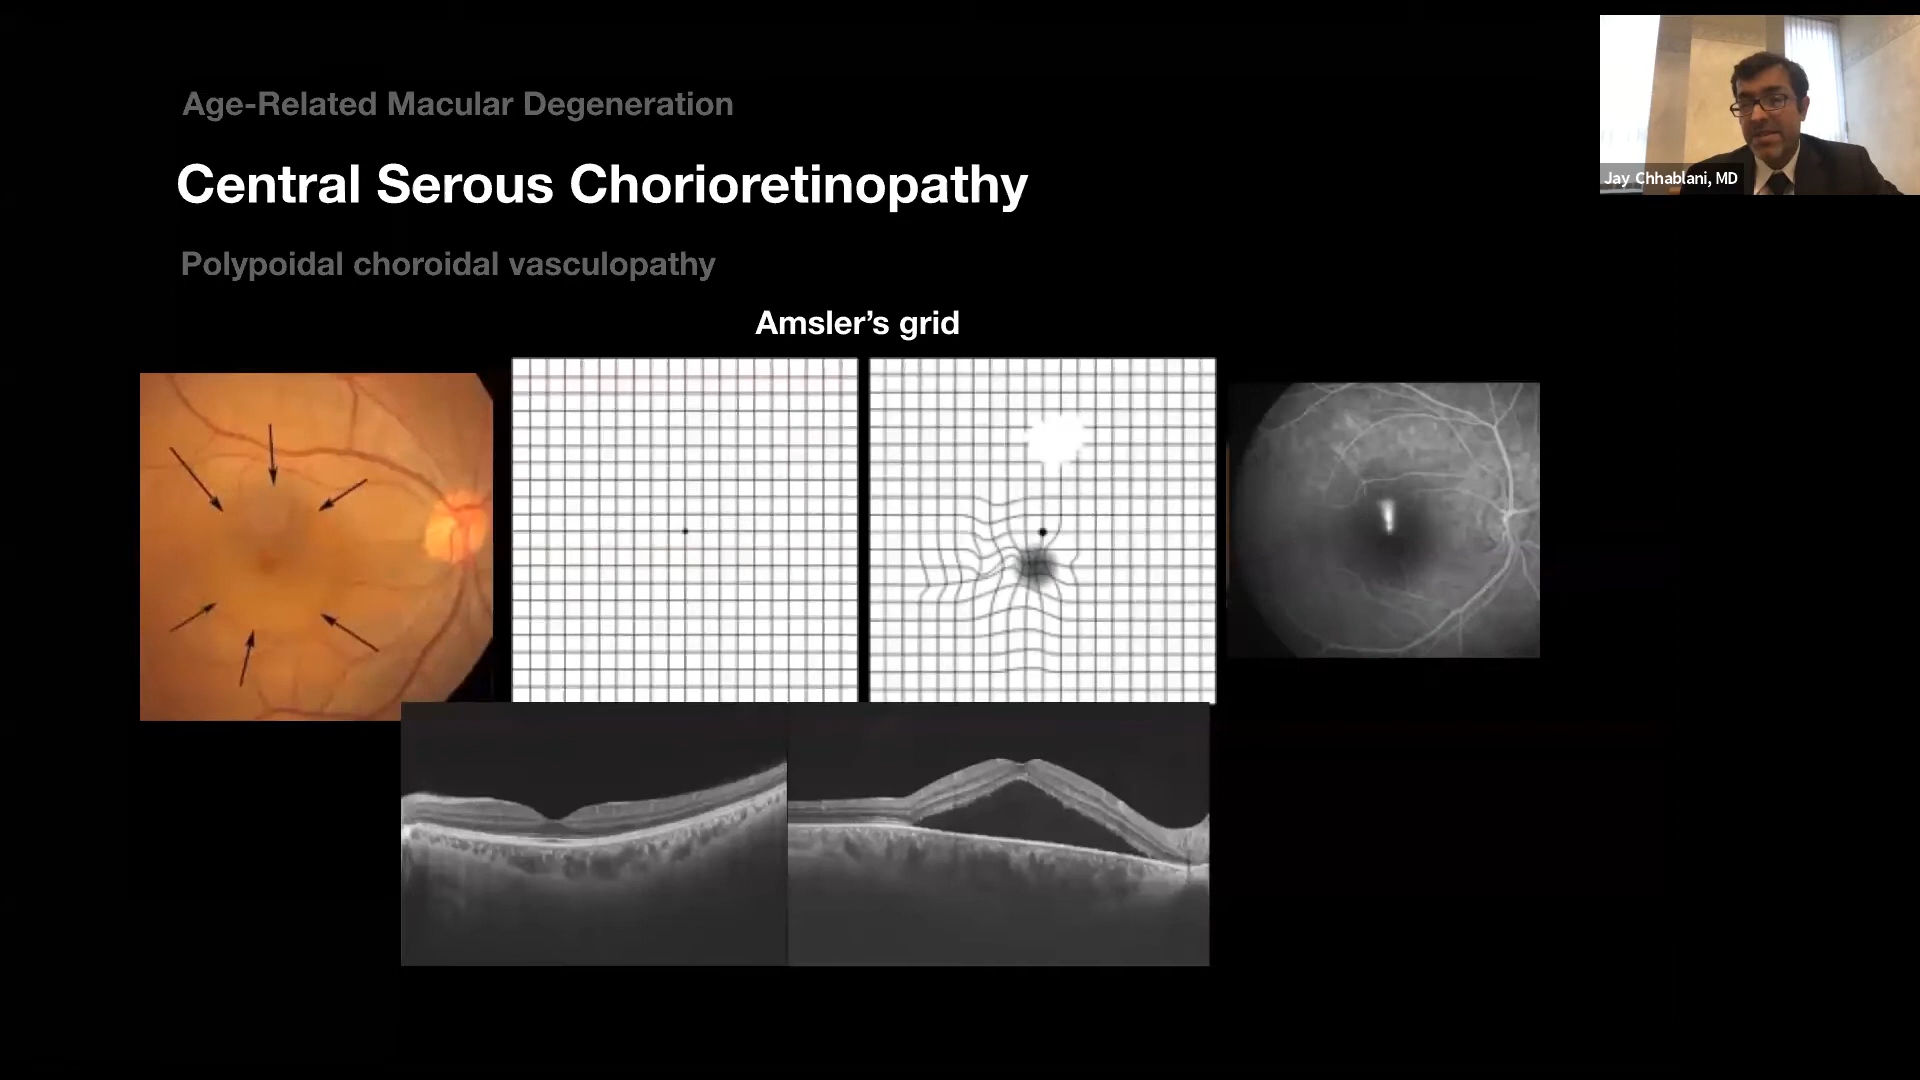 Age-Related Macular Degeneration
Central Serous Chorioretinopathy
Polypoidal choroidal vasculopathy
Amsler’s grid
Jay Chhablani, MD